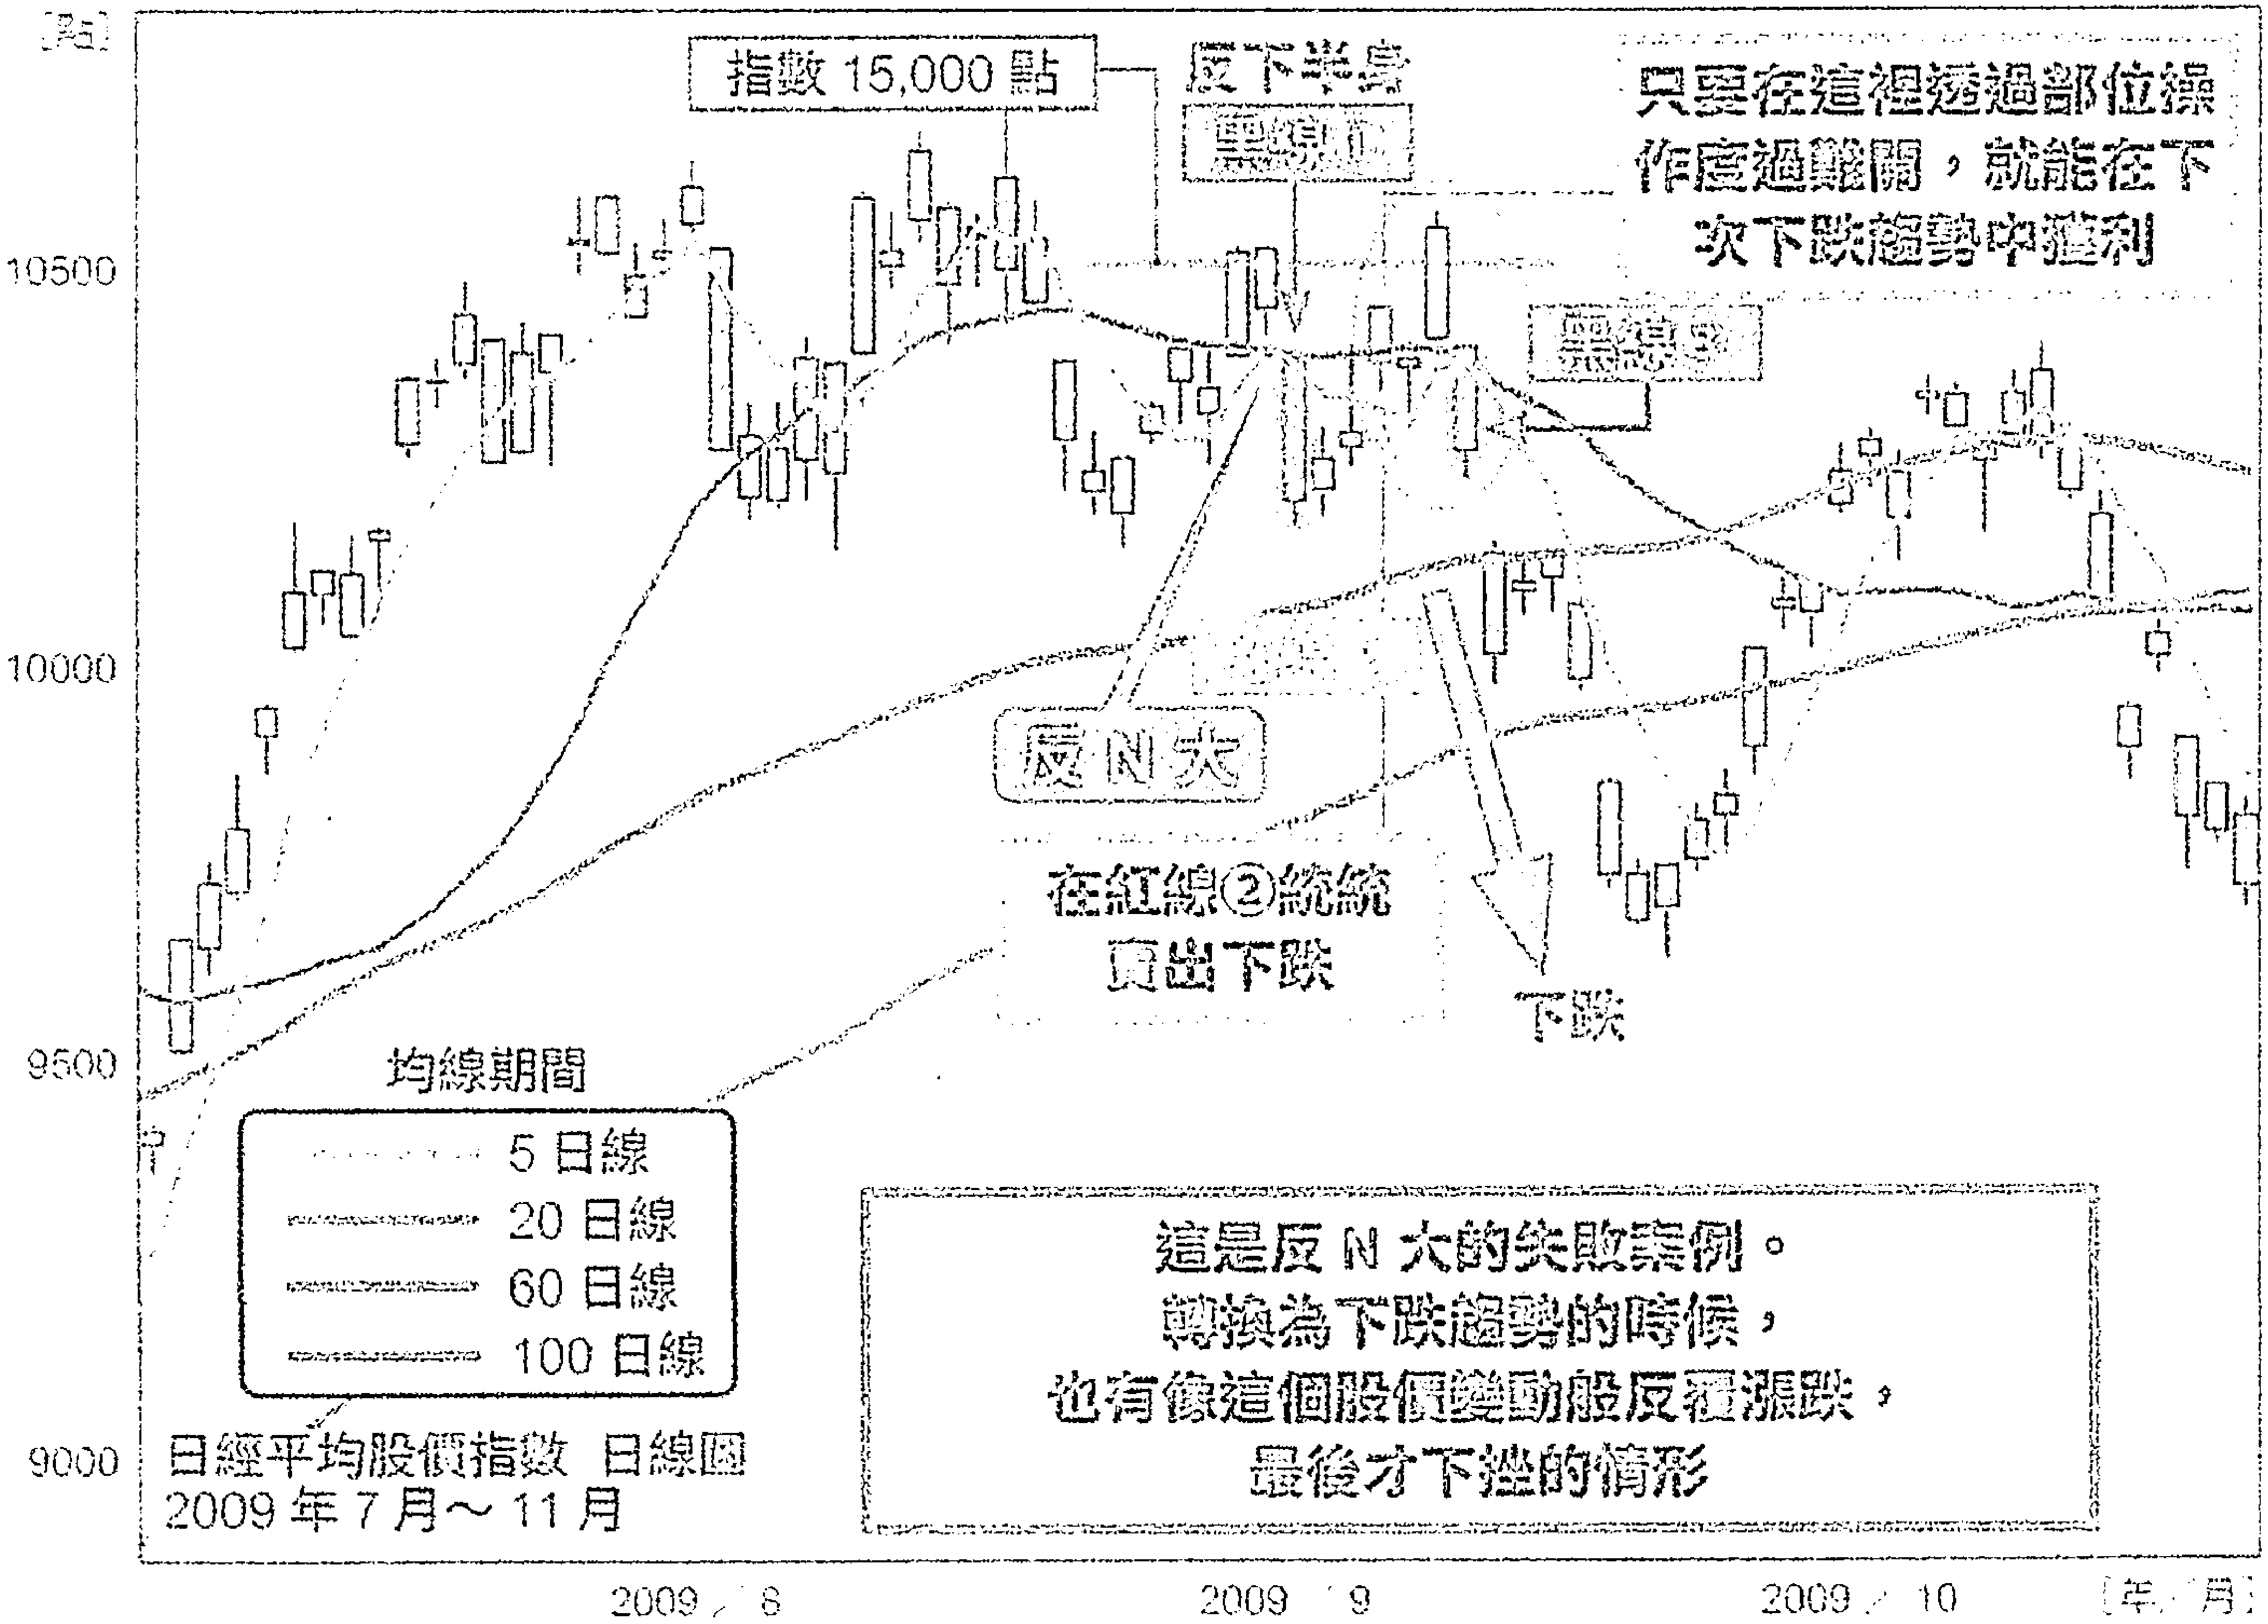 [點]
指數 15,000 點
反下半身
黑線①
只要在這裡透過部位操
作度過難關，就能在下
次下跌趨勢中獲利
10500
黑線③
10000
反 N 大
在紅線②統統
賣出下跌
下跌
9500
均線期間
5 日線
20 日線
60 日線
100 日線
這是反 N 大的失敗案例。
轉換為下跌趨勢的時候，
也有像這個股價變動般反覆漲跌，
最後才下挫的情形
9000
日經平均股價指數 日線圖
2009 年 7 月～ 11 月
2009 / 8
2009 / 9
2009 / 10
[年／月]